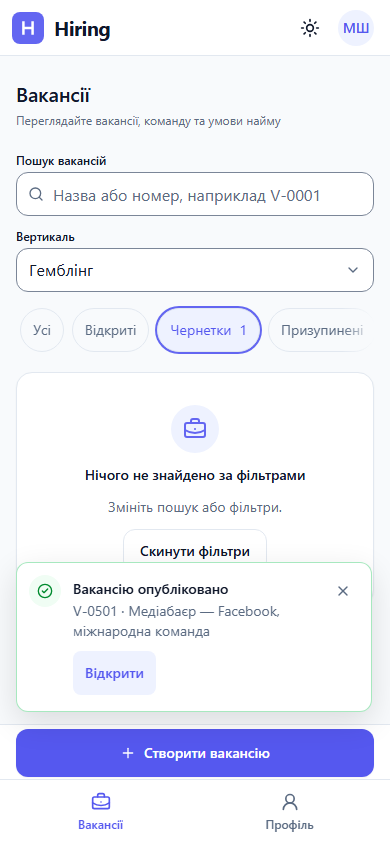 H Hiring МШ
Вакансії
Переглядайте вакансії, команду та умови найму
Пошук вакансій
Назва або номер, наприклад V-0001
Вертикаль
Гемблінг
Усі Відкриті Чернетки 1 Призупинені
Нічого не знайдено за фільтрами
Змініть пошук або фільтри.
Скинути фільтри
Вакансію опубліковано
V-0501 · Медіабаєр — Facebook,
міжнародна команда
Відкрити
Створити вакансію
Вакансії Профіль